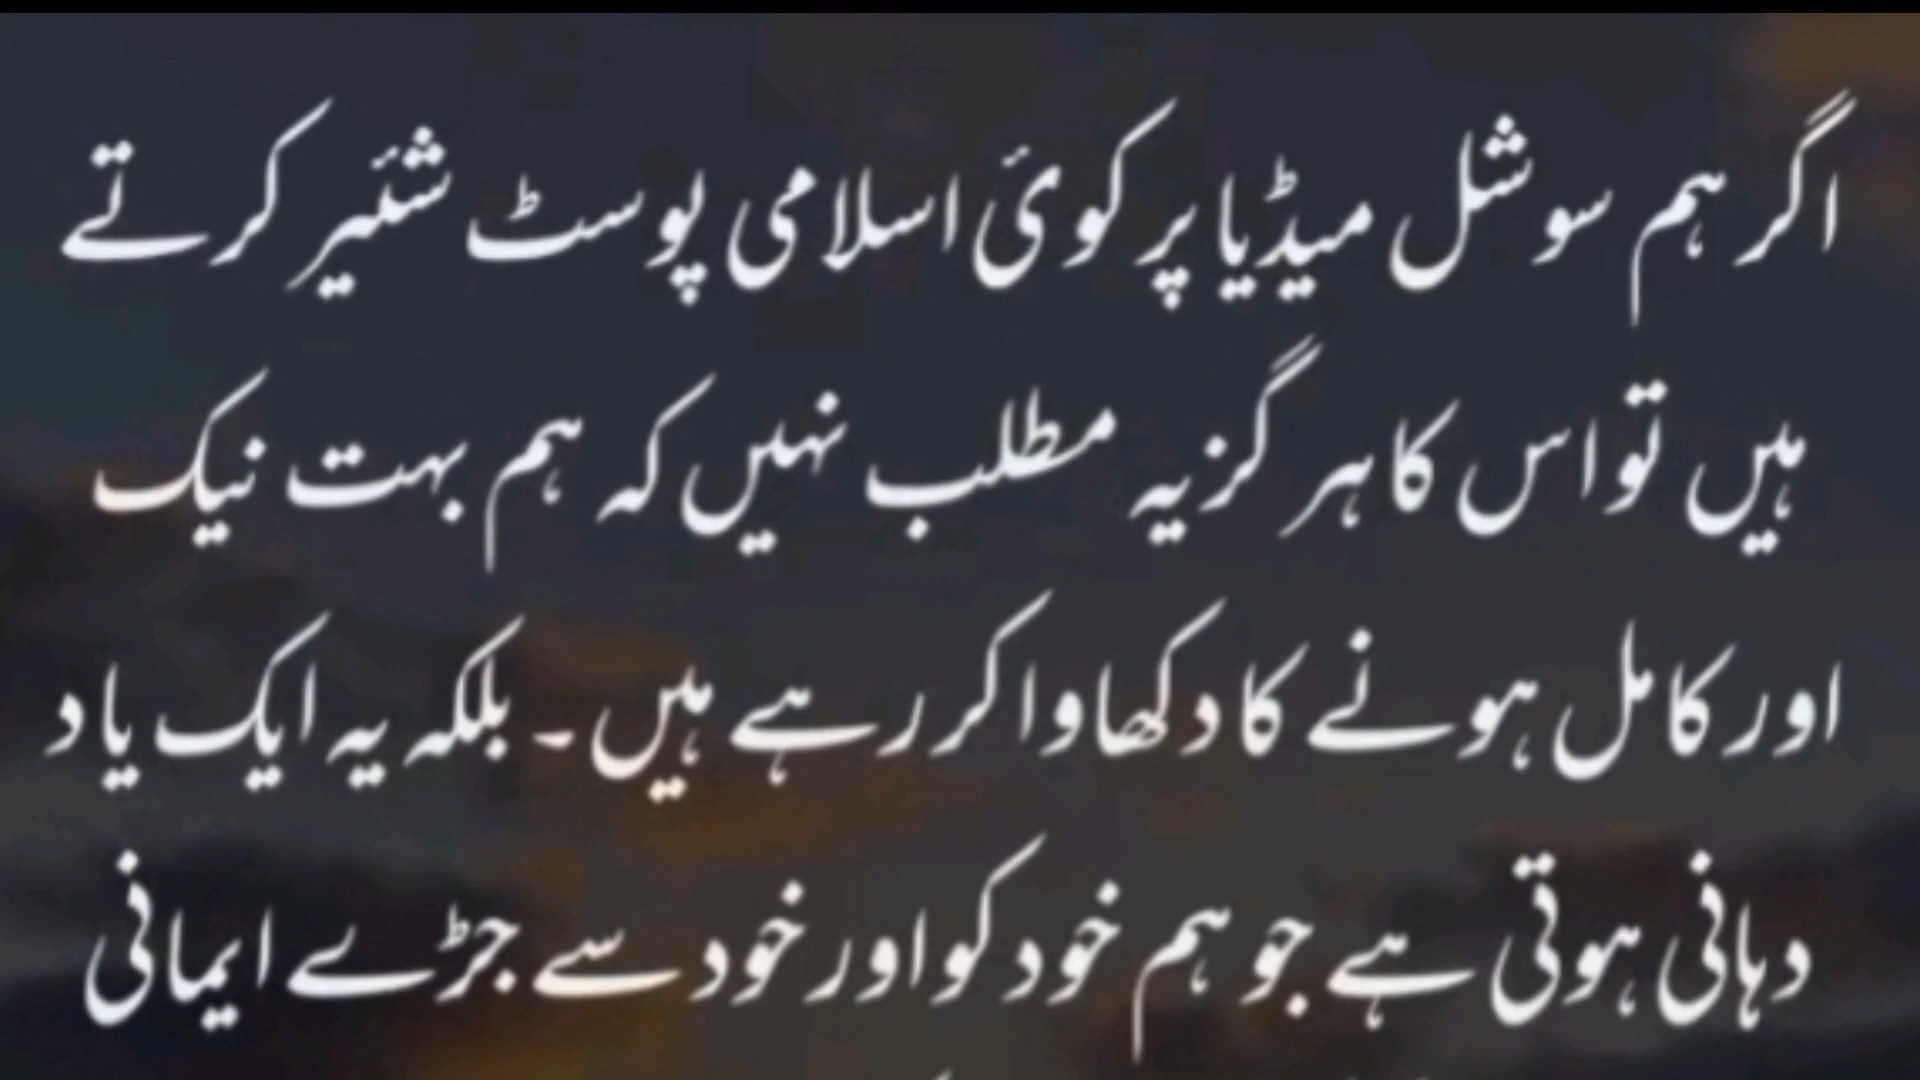 اگر ہم سوشل میڈیا پر کوئ اسلامی پوسٹ شئیر کرتے
ہیں تو اس کا ہر گز یہ مطلب نہیں کہ ہم بہت نیک
اور کامل ہونے کا دکھاوا کر رہے ہیں ۔ بلکہ یہ ایک یاد
دہانی ہوتی ہے جو ہم خود کو اور خود سے جڑے ایمانی